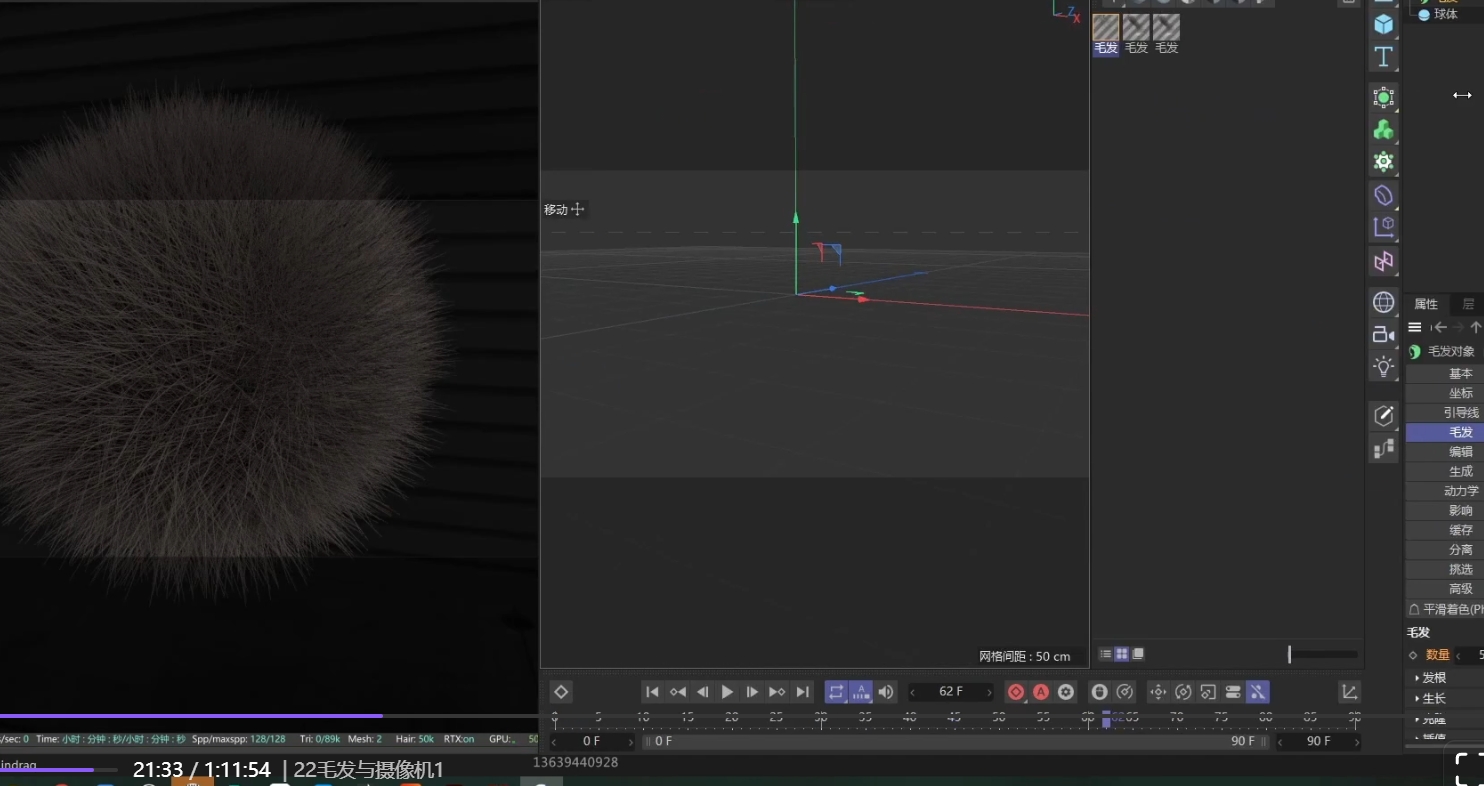 毛发 毛发 毛发
球体
Z
X
移动
属性 层
毛发对象
基本
坐标
引导线
毛发
编辑
生成
动力学
影响
缓存
分离
挑选
高级
平滑着色(Ph
毛发
数量
发根
生长
克隆
插值
网格间距 : 50 cm
62 F
0 5 10 15 20 25 30 35 40 45 50 55 60 6265 70 75 80 85 90
0 F 0 F 90 F 90 F
/sec: 0 Time: 小时 : 分钟 : 秒/小时 : 分钟 : 秒 Spp/maxspp: 128/128 Tri: 0/89k Mesh: 2 Hair: 50k RTX:on GPU: 50
indrag
21:33 / 1:11:54 | 22毛发与摄像机1
13639440928